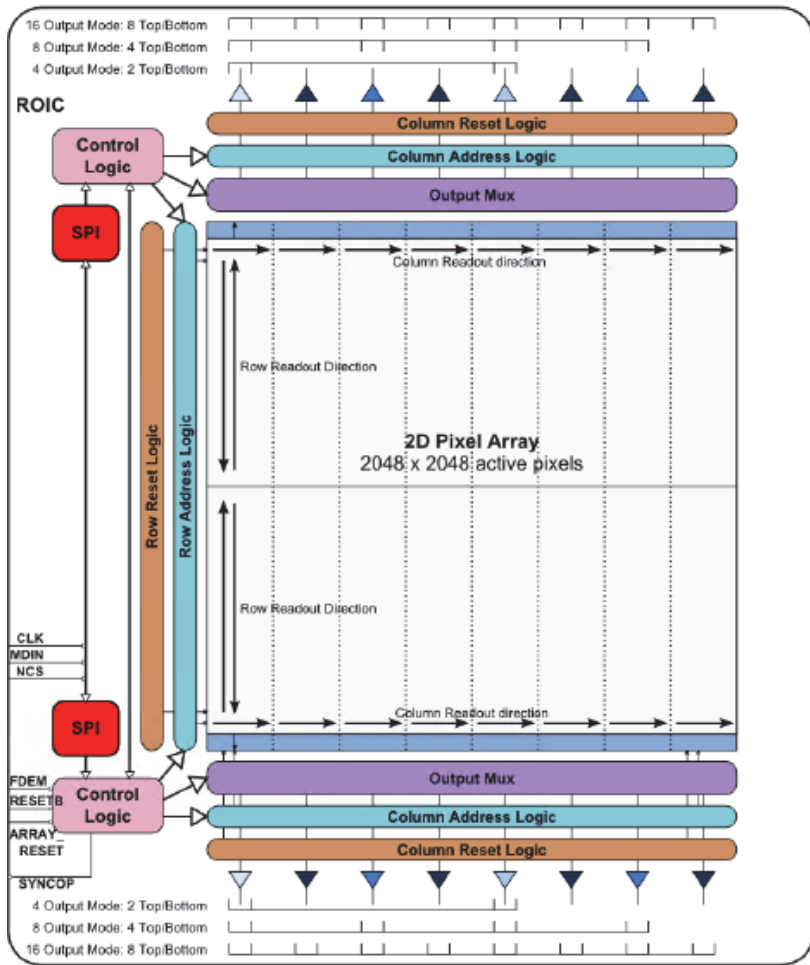 16 Output Mode: 8 Top/Bottom
8 Output Mode: 4 Top/Bottom
4 Output Mode: 2 Top/Bottom
ROIC
Control
Logic
Column Reset Logic
Column Address Logic
Output Mux
SPI
Column Readout direction
Row Readout Direction
Row Reset Logic
Row Address Logic
2D Pixel Array
2048 x 2048 active pixels
Row Readout Direction
CLK
MDIN
NCS
SPI
Column Readout direction
FDEM
RESETB
ARRAY_
RESET
SYNCOP
Control
Logic
Output Mux
Column Address Logic
Column Reset Logic
4 Output Mode: 2 Top/Bottom
8 Output Mode: 4 Top/Bottom
16 Output Mode: 8 Top/Bottom